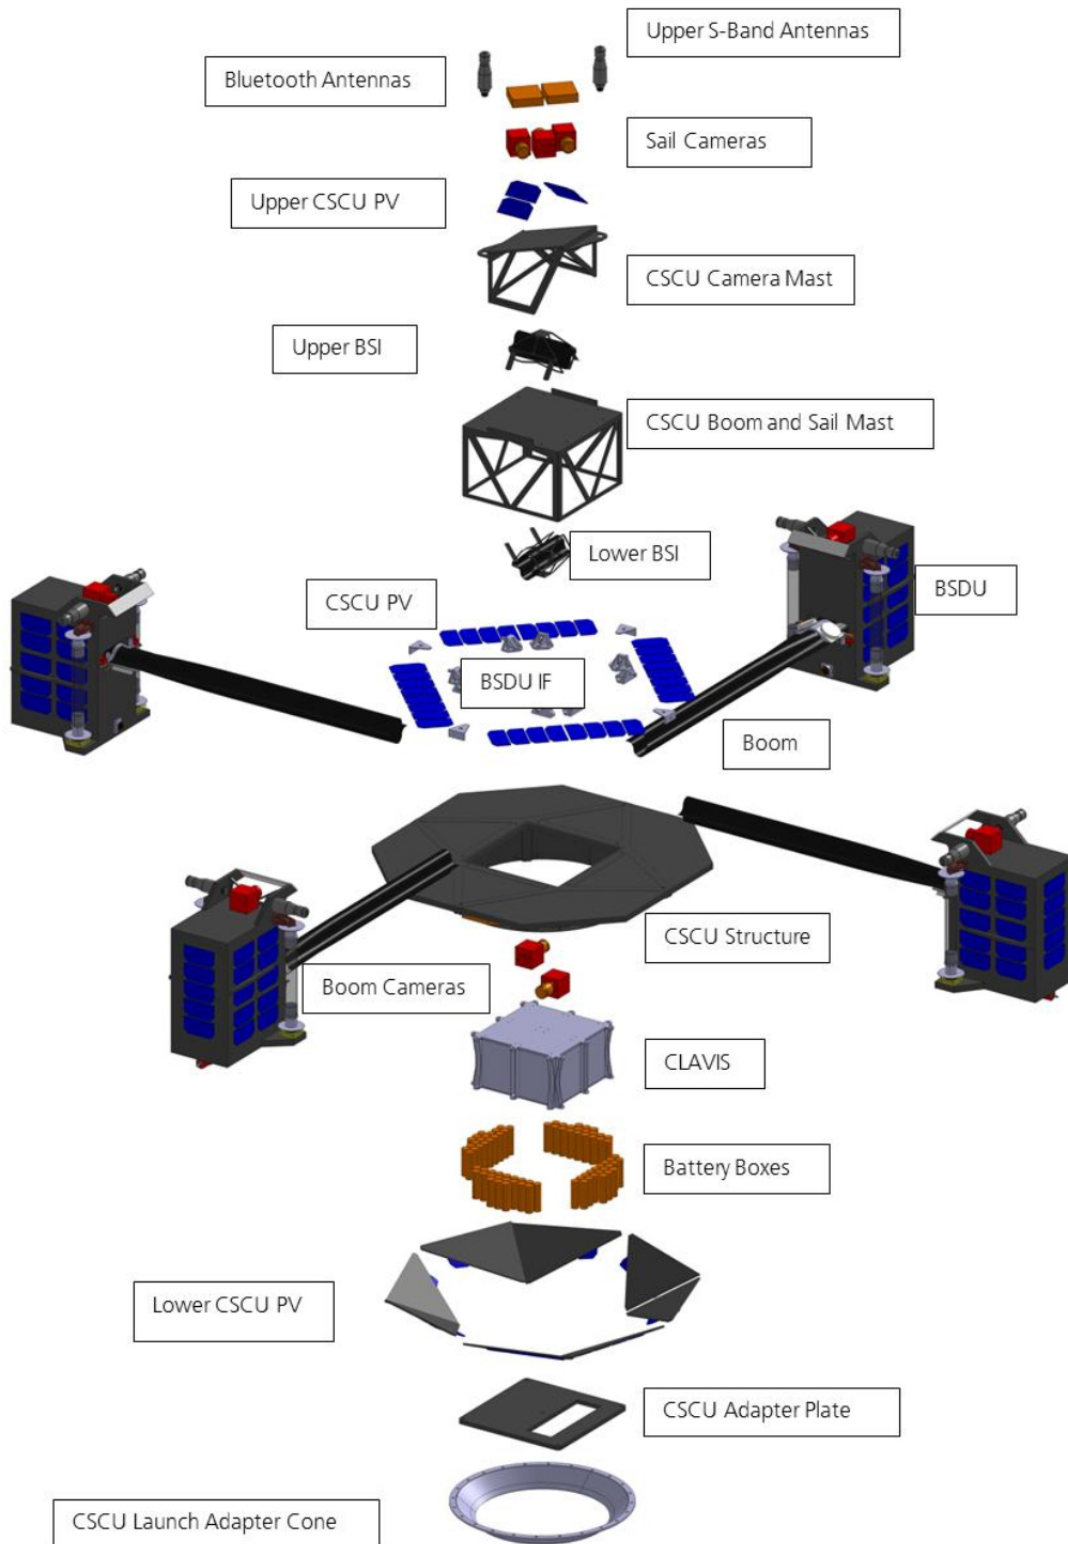 Upper S-Band Antennas
Bluetooth Antennas
Sail Cameras
Upper CSCU PV
CSCU Camera Mast
Upper BSI
CSCU Boom and Sail Mast
Lower BSI
CSCU PV
BSDU
BSDU IF
Boom
CSCU Structure
Boom Cameras
CLAVIS
Battery Boxes
Lower CSCU PV
CSCU Adapter Plate
CSCU Launch Adapter Cone